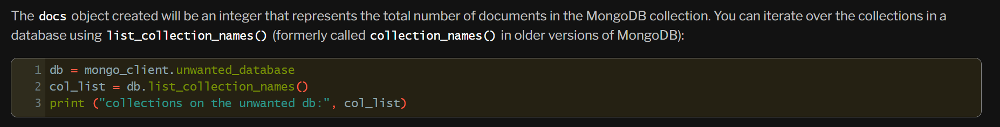 The docs object created will be an integer that represents the total number of documents in the MongoDB collection. You can iterate over the collections in a
database using list_collection_names() (formerly called collection_names() in older versions of MongoDB):
1 db = mongo_client.unwanted_database
2 col_list = db.list_collection_names()
3 print ("collections on the unwanted db:", col_list)